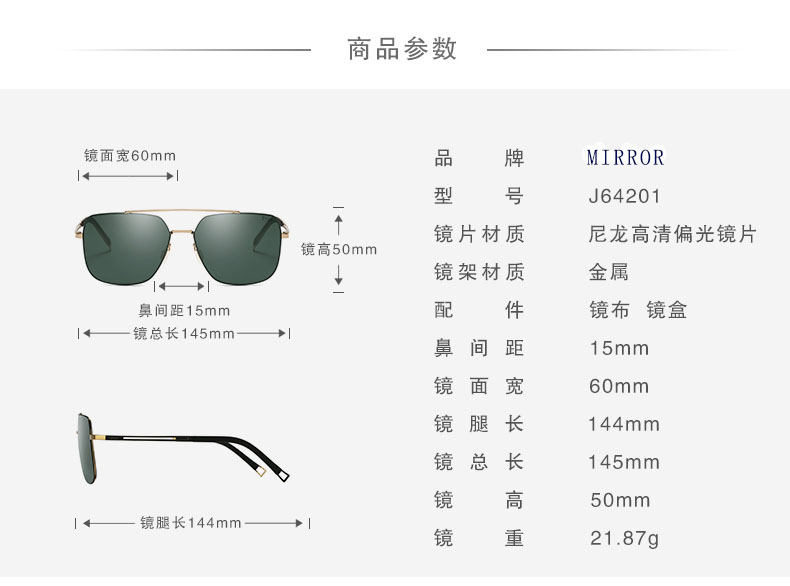 商品参数
镜面宽60mm
镜高50mm
鼻间距15mm
镜总长145mm
镜腿长144mm
品牌 MIRROR
型号 J64201
镜片材质 尼龙高清偏光镜片
镜架材质 金属
配件 镜布 镜盒
鼻间距 15mm
镜面宽 60mm
镜腿长 144mm
镜总长 145mm
镜高 50mm
镜重 21.87g